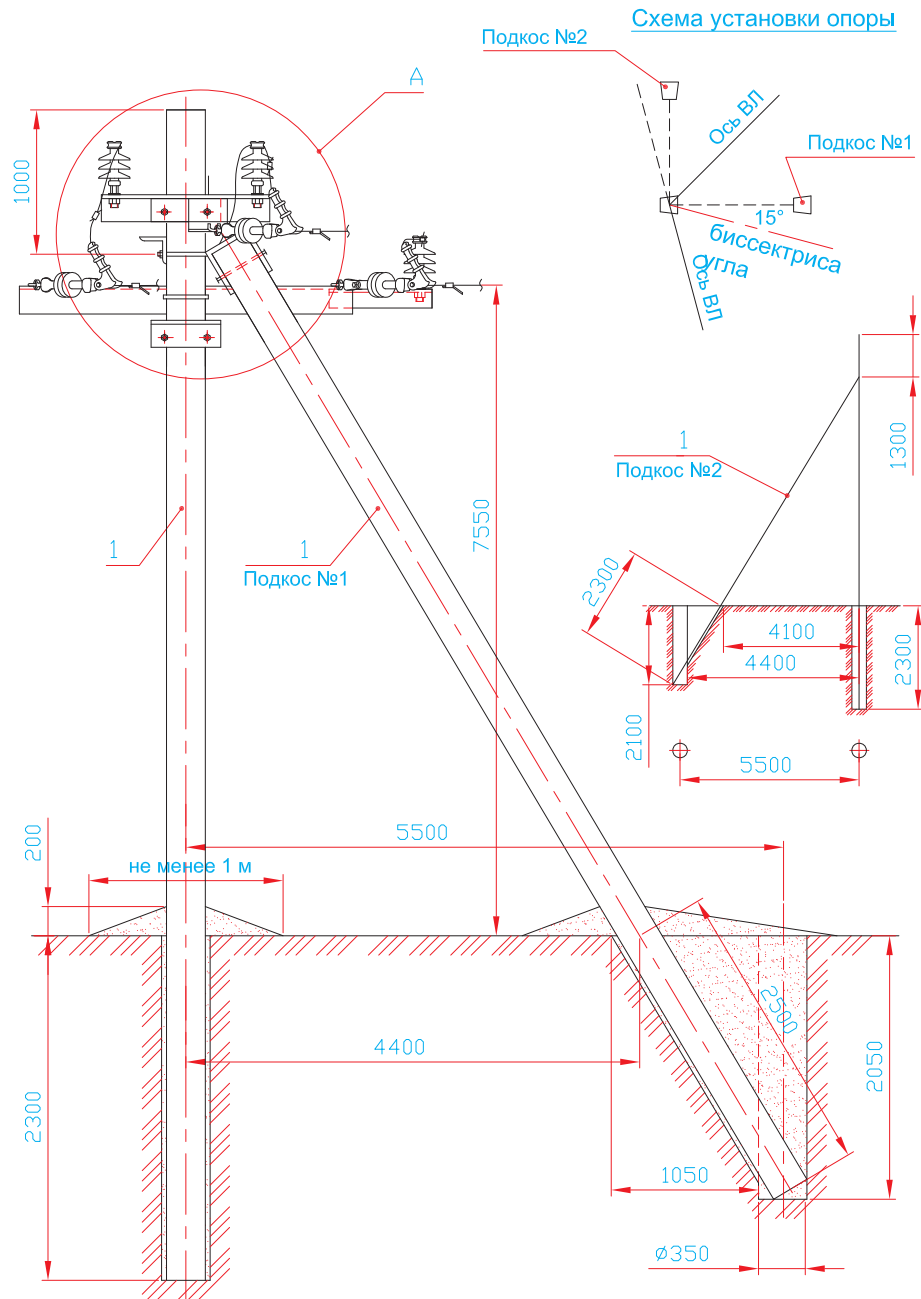 Схема установки опоры
Подкос №2
А
Ось ВЛ
Подкос №1
15°
биссектриса
угла
Ось ВЛ
1000
1300
1
Подкос №2
7550
1
1
Подкос №1
2300
4100
4400
2300
2100
5500
200
5500
не менее 1 м
2500
4400
2050
2300
1050
ø350